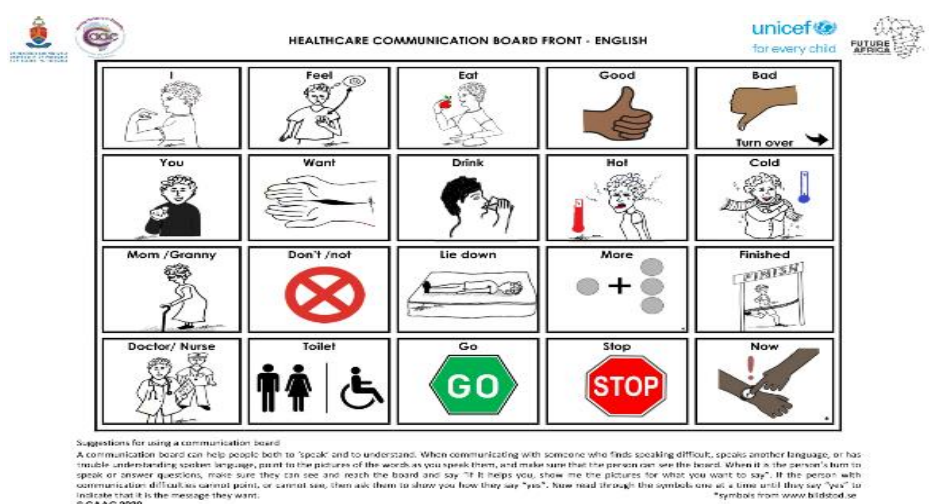 unicef
for every child
FUTURE AFRICA
HEALTHCARE COMMUNICATION BOARD FRONT - ENGLISH
I Feel Eat Good Bad
Turn over
You Want Drink Hot Cold
Mom /Granny Don't /not Lie down More Finished
FINISH
Doctor/ Nurse Toilet Go Stop Now
GO STOP
Suggestions for using a communication board
A communication board can help people both to 'speak' and to understand. When communicating with someone who finds speaking difficult, speaks another language, or has
trouble understanding spoken language, point to the pictures of the words as you speak them, and make sure that the person can see the board. When it is the person's turn to
speak or answer questions, make sure they can see and reach the board and say "If it helps you, show me the pictures for what you want to say". If the person with
communication difficulties cannot point, or cannot see, then ask them to show you how they say "yes". Now read through the symbols one at a time until they say "yes" to
indicate that it is the message they want. *symbols from www.bildstod.se
© CAAC 2020